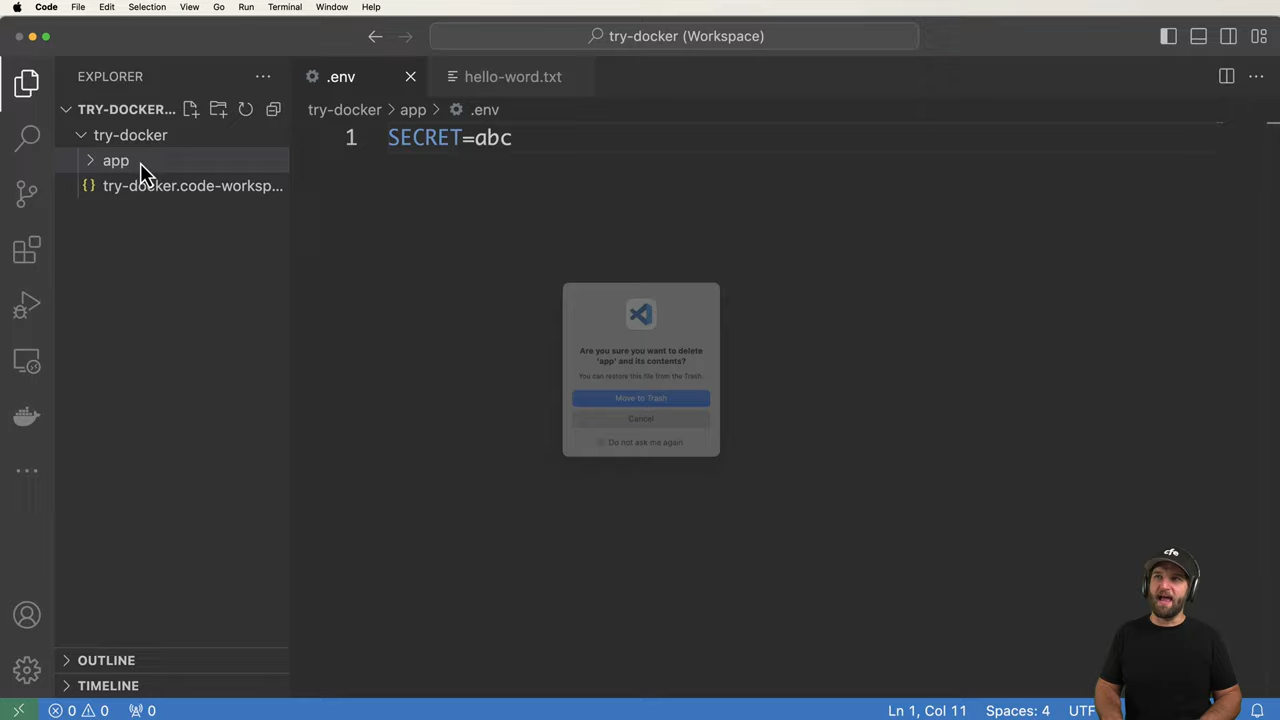 Code File Edit Selection View Go Run Terminal Window Help
try-docker (Workspace)
EXPLORER
TRY-DOCKER...
try-docker
app
try-docker.code-worksp...
OUTLINE
TIMELINE
.env
hello-word.txt
try-docker > app > .env
1 SECRET=abc
Are you sure you want to delete
'app' and its contents?
You can restore this file from the Trash.
Move to Trash
Cancel
Do not ask me again
cfe
0 0 0
Ln 1, Col 11 Spaces: 4 UTF